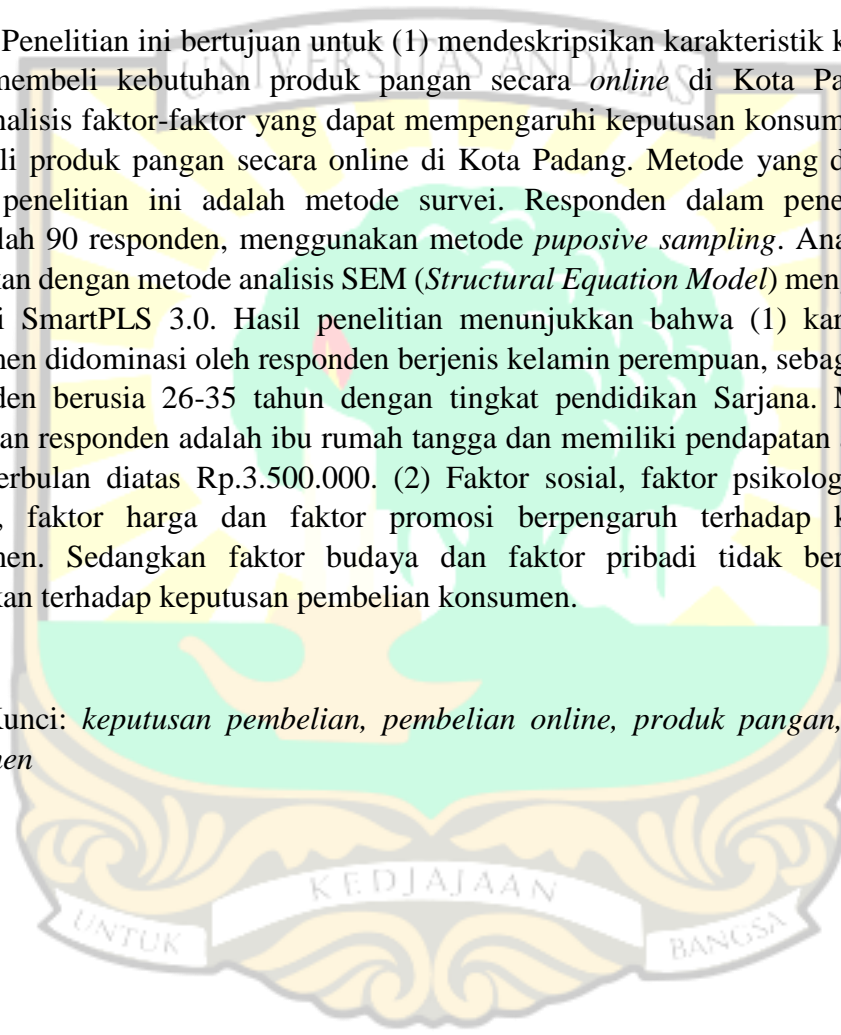 Penelitian ini bertujuan untuk (1) mendeskripsikan karakteristik k
membeli kebutuhan produk pangan secara online di Kota Pa
nalisis faktor-faktor yang dapat mempengaruhi keputusan konsum
li produk pangan secara online di Kota Padang. Metode yang d
penelitian ini adalah metode survei. Responden dalam pene
lah 90 responden, menggunakan metode puposive sampling. Ana
kan dengan metode analisis SEM (Structural Equation Model) men
i SmartPLS 3.0. Hasil penelitian menunjukkan bahwa (1) kar
nen didominasi oleh responden berjenis kelamin perempuan, sebag
den berusia 26-35 tahun dengan tingkat pendidikan Sarjana. M
an responden adalah ibu rumah tangga dan memiliki pendapatan
erbulan diatas Rp.3.500.000. (2) Faktor sosial, faktor psikolog
, faktor harga dan faktor promosi berpengaruh terhadap k
men. Sedangkan faktor budaya dan faktor pribadi tidak ber
kan terhadap keputusan pembelian konsumen.
Kunci: keputusan pembelian, pembelian online, produk pangan,
en
UNIVERSITAS ANDALAS
UNTUK KEDJAJAAN BANGSA